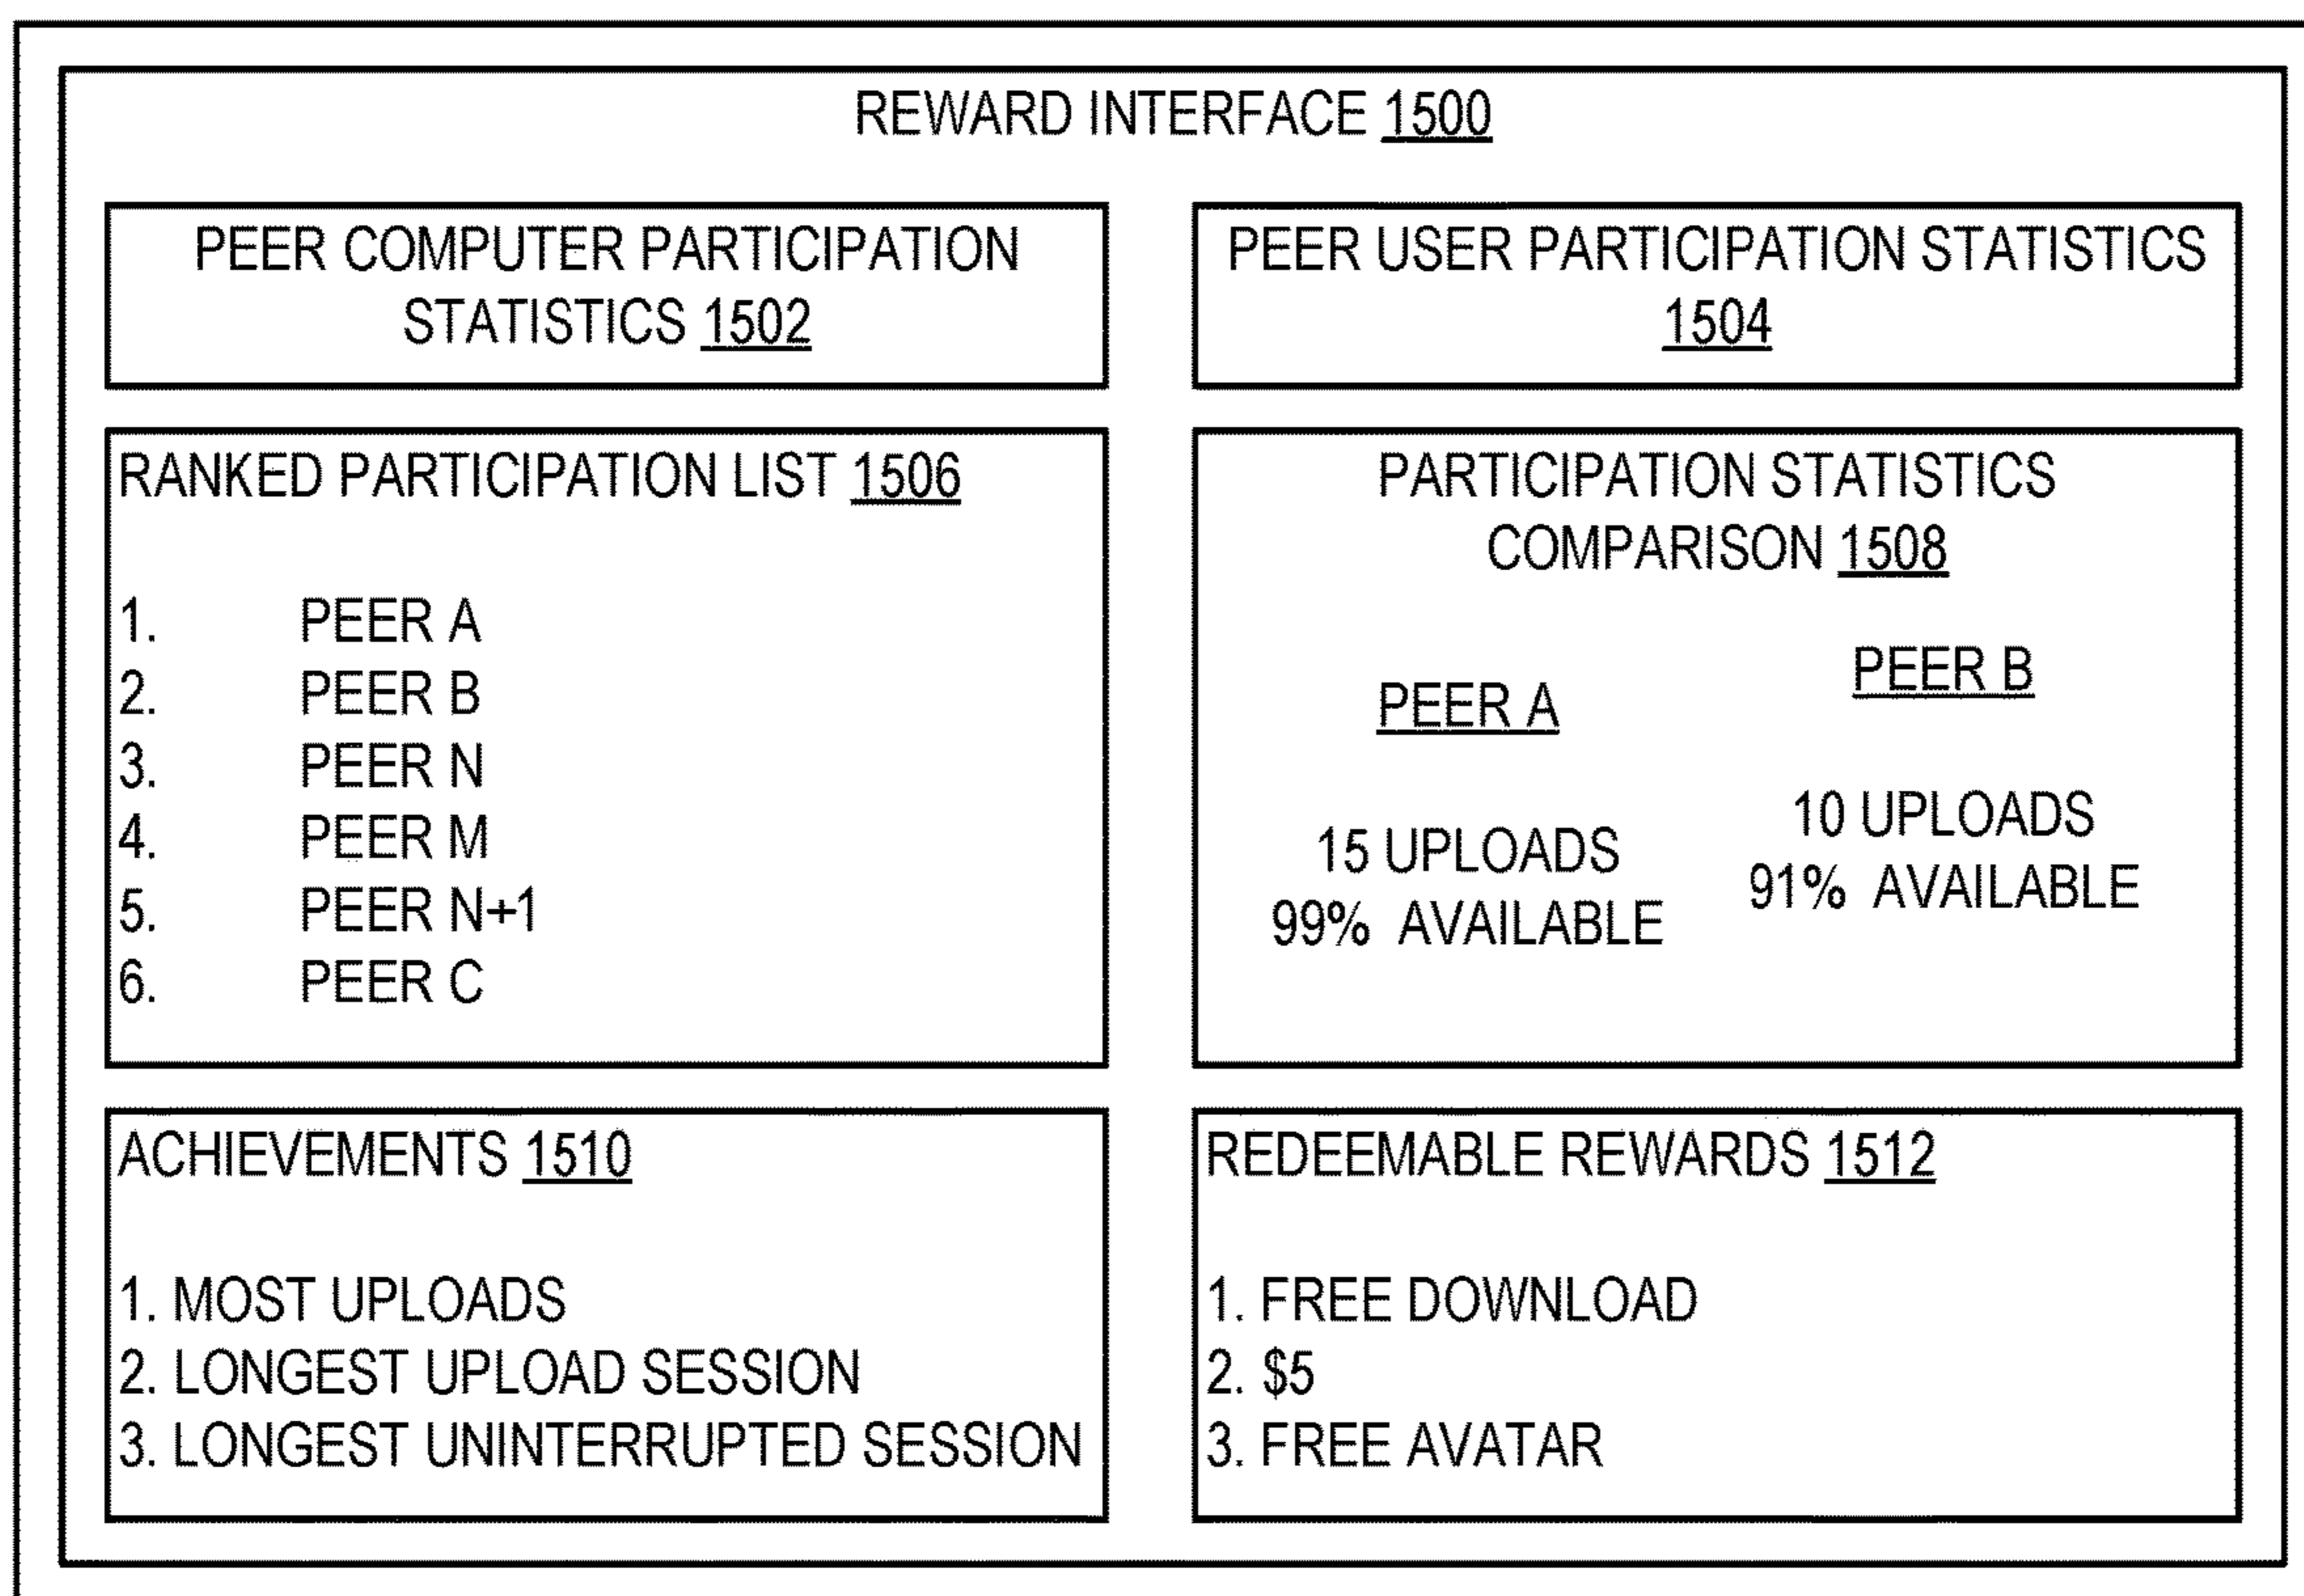 REWARD INTERFACE 1500
PEER COMPUTER PARTICIPATION
STATISTICS 1502
PEER USER PARTICIPATION STATISTICS
1504
RANKED PARTICIPATION LIST 1506
1. PEER A
2. PEER B
3. PEER N
4. PEER M
5. PEER N+1
6. PEER C
PARTICIPATION STATISTICS
COMPARISON 1508
PEER A
15 UPLOADS
99% AVAILABLE
PEER B
10 UPLOADS
91% AVAILABLE
ACHIEVEMENTS 1510
1. MOST UPLOADS
2. LONGEST UPLOAD SESSION
3. LONGEST UNINTERRUPTED SESSION
REDEEMABLE REWARDS 1512
1. FREE DOWNLOAD
2. $5
3. FREE AVATAR